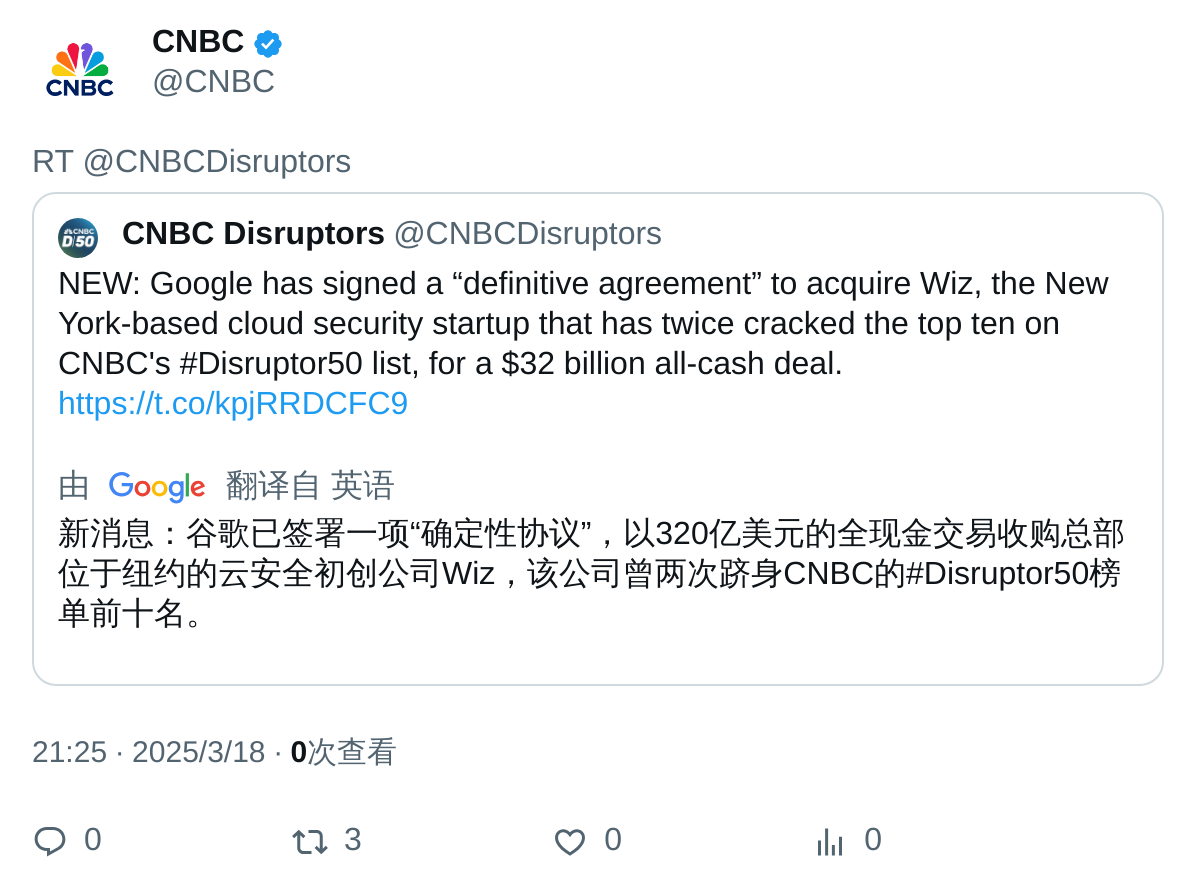 CNBC
@CNBC
CNBC
RT @CNBCDisruptors
CNBC
D|50
CNBC Disruptors @CNBCDisruptors
NEW: Google has signed a “definitive agreement” to acquire Wiz, the New
York-based cloud security startup that has twice cracked the top ten on
CNBC's #Disruptor50 list, for a $32 billion all-cash deal.
https://t.co/kpjRRDCFC9
由 Google 翻译自 英语
新消息：谷歌已签署一项“确定性协议”，以320亿美元的全现金交易收购总部
位于纽约的云安全初创公司Wiz，该公司曾两次跻身CNBC的#Disruptor50榜
单前十名。
21:25 · 2025/3/18 · 0次查看
0 3 0 0